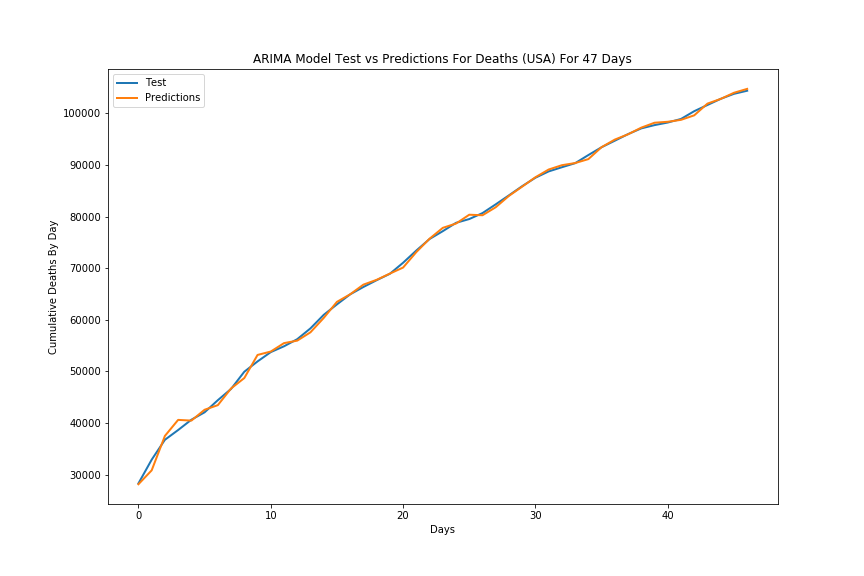 ARIMA Model Test vs Predictions For Deaths (USA) For 47 Days
Test
Predictions
100000
90000
80000
70000
60000
50000
40000
30000
Cumulative Deaths By Day
0 10 20 30 40
Days